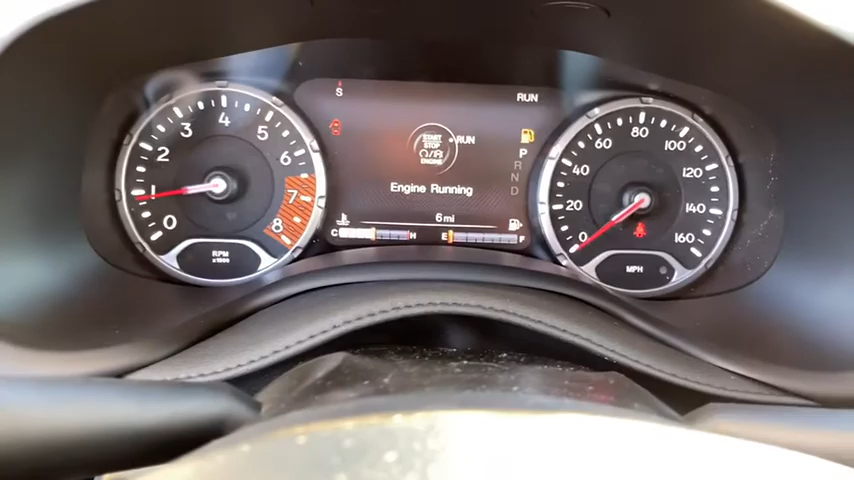 S
RUN
START
STOP
ENGINE
RUN
P
R
N
D
Engine Running
6 mi
C H
E F
0 1 2 3 4 5 6 7 8
RPM
x1000
0 20 40 60 80 100 120 140 160
MPH